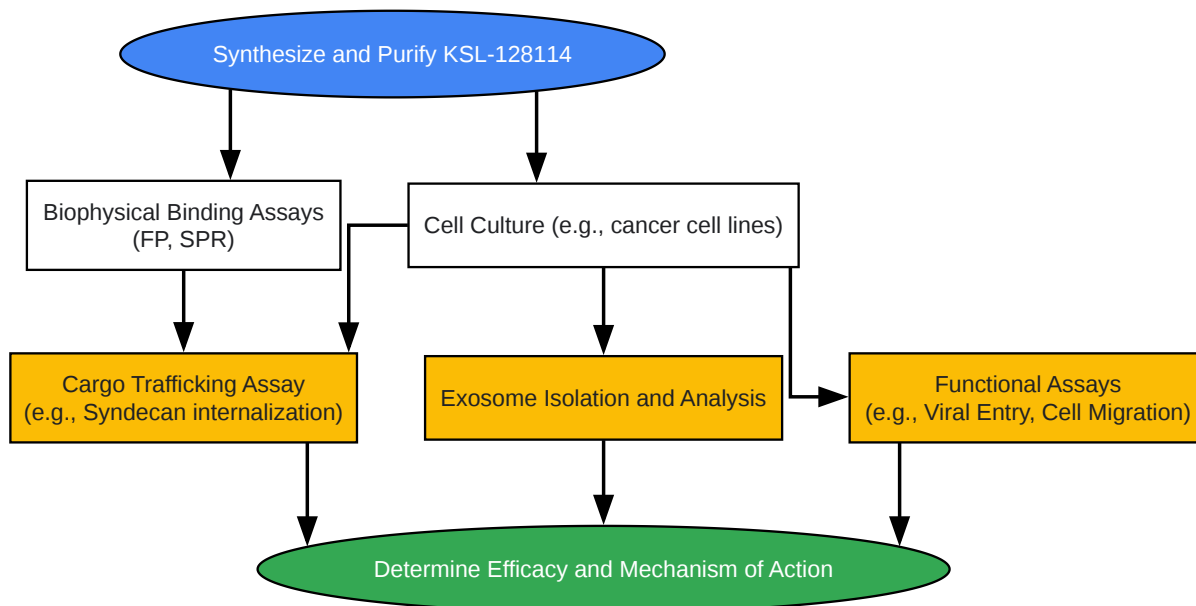 Synthesize and Purify KSL-128114
Biophysical Binding Assays
(FP, SPR)
Cell Culture (e.g., cancer cell lines)
Cargo Trafficking Assay
(e.g., Syndecan internalization)
Exosome Isolation and Analysis
Functional Assays
(e.g., Viral Entry, Cell Migration)
Determine Efficacy and Mechanism of Action